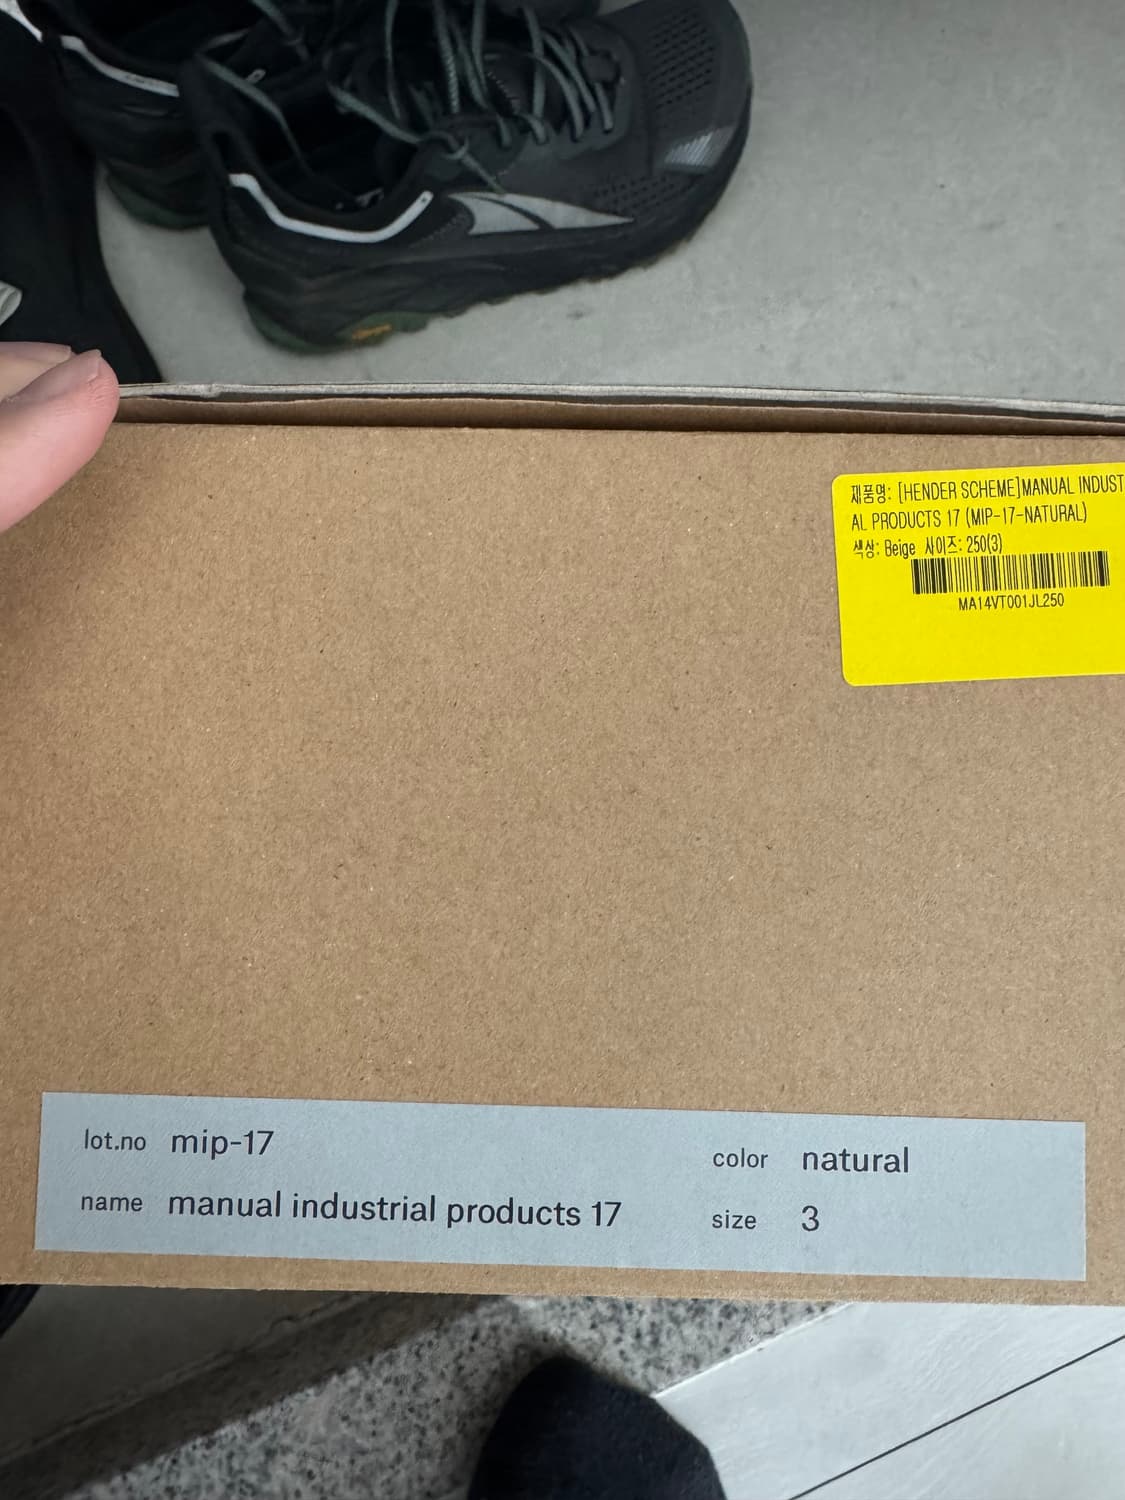 제품명: [HENDER SCHEME]MANUAL INDUST
AL PRODUCTS 17 (MIP-17-NATURAL)
색상: Beige 사이즈: 250(3)
MA14VT001JL250
lot.no mip-17
name manual industrial products 17
color natural
size 3